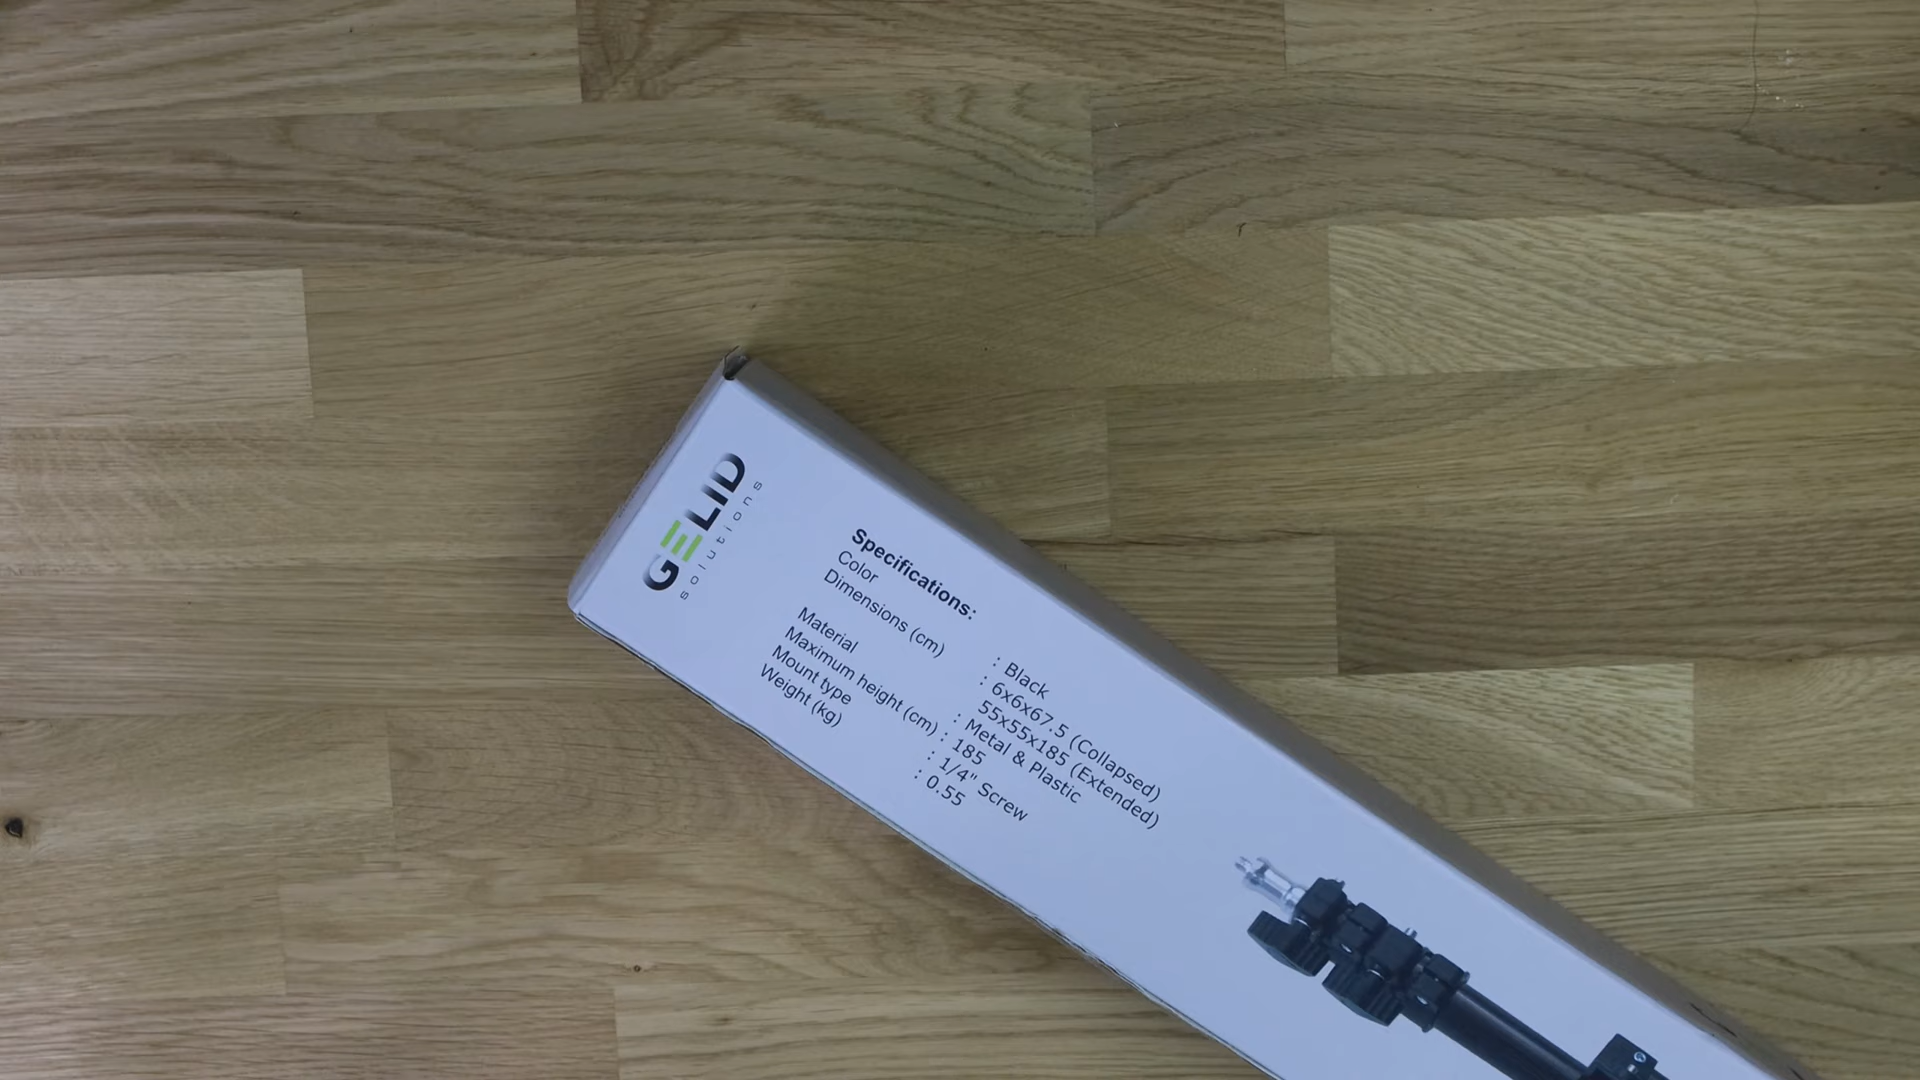 GELID
solutions
Specifications:
Color : Black
Dimensions (cm) : 6x6x67.5 (Collapsed)
55x55x185 (Extended)
Material : Metal & Plastic
Maximum height (cm) : 185
Mount type : 1/4" Screw
Weight (kg) : 0.55